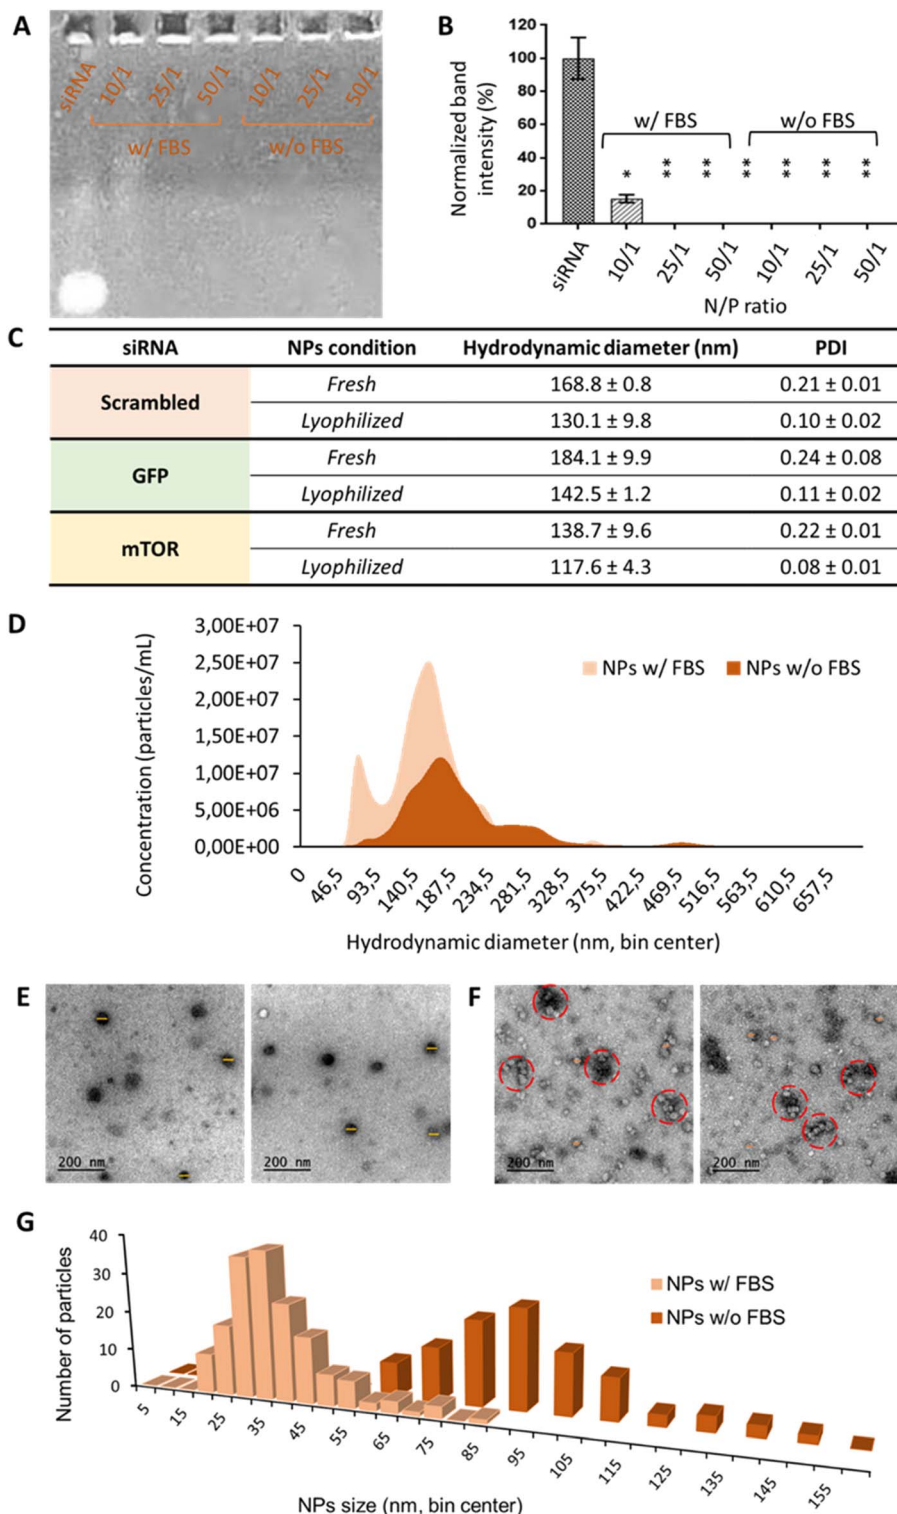 A
siRNA 10/1 25/1 50/1 10/1 25/1 50/1
w/ FBS w/o FBS
B
Normalized band intensity (%)
120
100
80
60
40
20
0
w/ FBS w/o FBS
* ** ** ** ** ** **
siRNA 10/1 25/1 50/1 10/1 25/1 50/1
N/P ratio
C
siRNA NPs condition Hydrodynamic diameter (nm) PDI
Scrambled
Fresh 168.8 ± 0.8 0.21 ± 0.01
Lyophilized 130.1 ± 9.8 0.10 ± 0.02
GFP
Fresh 184.1 ± 9.9 0.24 ± 0.08
Lyophilized 142.5 ± 1.2 0.11 ± 0.02
mTOR
Fresh 138.7 ± 9.6 0.22 ± 0.01
Lyophilized 117.6 ± 4.3 0.08 ± 0.01
D
Concentration (particles/mL)
3,00E+07
2,50E+07
2,00E+07
1,50E+07
1,00E+07
5,00E+06
0,00E+00
NPs w/ FBS NPs w/o FBS
0 46,5 93,5 140,5 187,5 234,5 281,5 328,5 375,5 422,5 469,5 516,5 563,5 610,5 657,5
Hydrodynamic diameter (nm, bin center)
E
200 nm
200 nm
F
200 nm
200 nm
G
Number of particles
40
30
20
10
0
NPs w/ FBS
NPs w/o FBS
5 15 25 35 45 55 65 75 85 95 105 115 125 135 145 155
NPs size (nm, bin center)